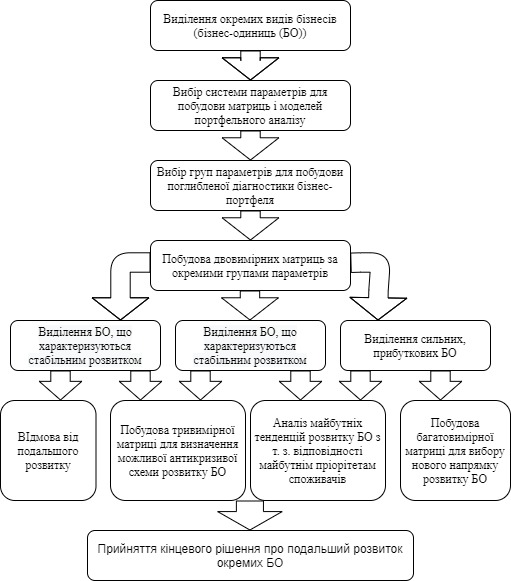 Виділення окремих видів бізнесів
(бізнес-одиниць (БО))
Вибір системи параметрів для
побудови матриць і моделей
портфельного аналізу
Вибір груп параметрів для побудови
поглибленої діагностики бізнес-
портфеля
Побудова двовимірних матриць за
окремими групами параметрів
Виділення БО, що
характеризуються
стабільним розвитком
Виділення БО, що
характеризуються
стабільним розвитком
Виділення сильних,
прибуткових БО
ВІдмова від
подальшого
розвитку
Побудова тривимірної
матриці для визначення
можливої антикризивої
схеми розвитку БО
Аналіз майбутніх
тенденцій розвитку БО з
т. з. відповідності
майбутнім пріорітетам
споживачів
Побудова
багатовимірної
матриці для вибору
нового напрямку
розвитку БО
Прийняття кінцевого рішення про подальший розвиток
окремих БО